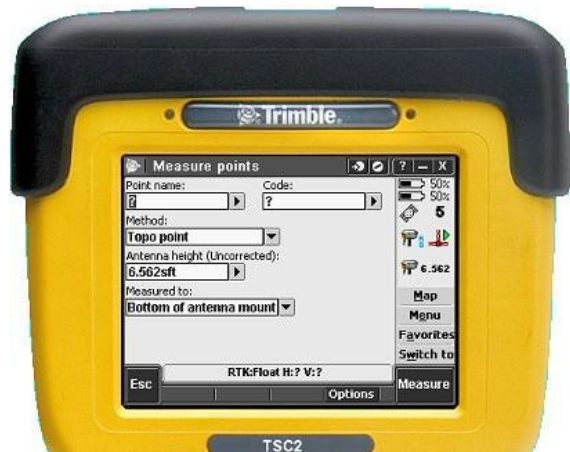 Trimble.
Measure points
? – X
Point name:
Code:
?
?
50%
50%
5
Method:
Topo point
Antenna height (Uncorrected):
6.562sft
6.562
Measured to:
Bottom of antenna mount
Map
Menu
Favorites
Switch to
RTK:Float H:? V:?
Esc
Options
Measure
TSC2